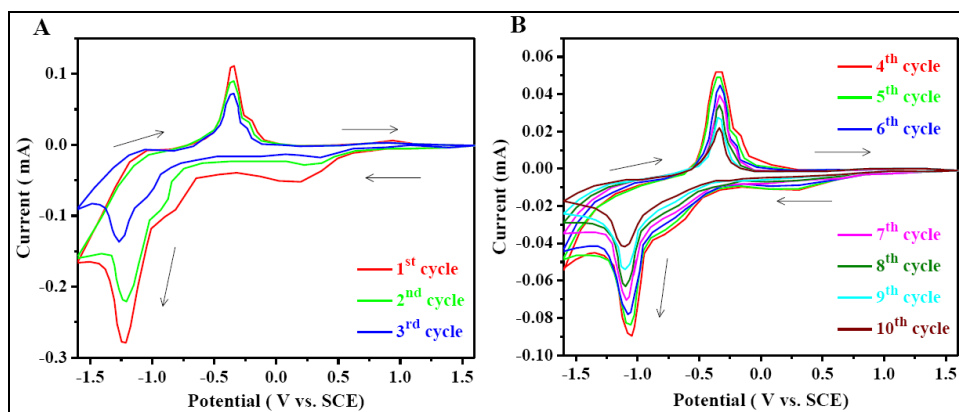 A
Current ( mA)
0.1
0.0
-0.1
-0.2
-0.3
1st cycle
2nd cycle
3rd cycle
-1.5 -1.0 -0.5 0.0 0.5 1.0 1.5
Potential ( V vs. SCE)
B
Current (mA)
0.06
0.04
0.02
0.00
-0.02
-0.04
-0.06
-0.08
-0.10
4th cycle
5th cycle
6th cycle
7th cycle
8th cycle
9th cycle
10th cycle
-1.5 -1.0 -0.5 0.0 0.5 1.0 1.5
Potential ( V vs. SCE)